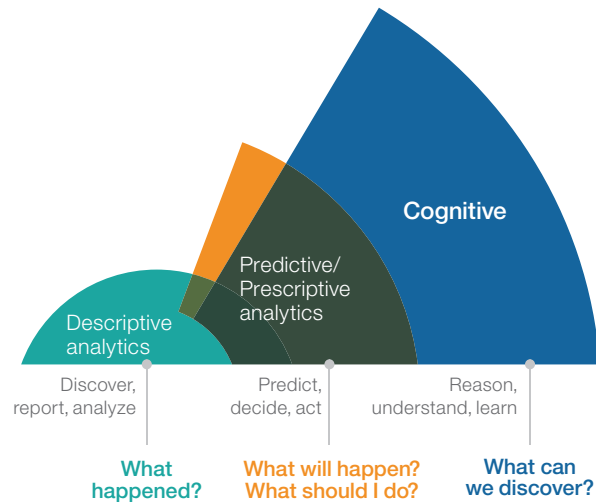 Cognitive
Predictive/
Prescriptive
analytics
Descriptive
analytics
Discover,
report, analyze
Predict,
decide, act
Reason,
understand, learn
What
happened?
What will happen?
What should I do?
What can
we discover?